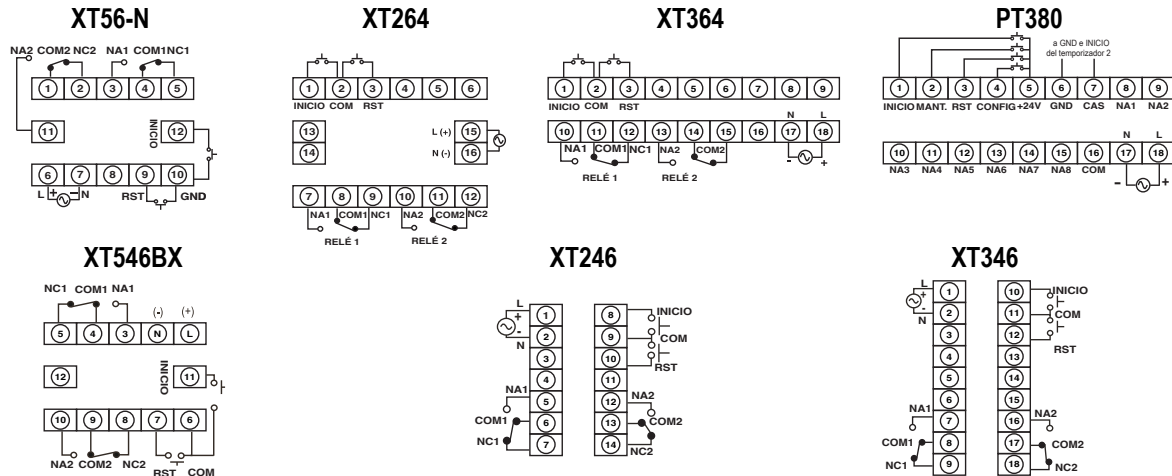 XT56-N
NA2 COM2 NC2 NA1 COM1NC1
1 2 3 4 5
11 INICIO 12
6 7 8 9 10
L + - N RST GND
XT264
1 2 3 4 5 6
INICIO COM RST
13 L (+) 15
14 N (-) 16
7 8 9 10 11 12
NA1 COM1 NC1 NA2 COM2 NC2
RELÉ 1 RELÉ 2
XT364
1 2 3 4 5 6 7 8 9
INICIO COM RST N L
10 11 12 13 14 15 16 17 18
NA1 COM1 NC1 NA2 COM2 - +
RELÉ 1 RELÉ 2
PT380
a GND e INICIO
del temporizador 2
1 2 3 4 5 6 7 8 9
INICIO MANT. RST CONFIG +24V GND CAS NA1 NA2
N L
10 11 12 13 14 15 16 17 18
NA3 NA4 NA5 NA6 NA7 NA8 COM
- +
XT546BX
NC1 COM1 NA1 (-) (+)
5 4 3 N L
12 INICIO 11
10 9 8 7 6
NA2 COM2 NC2 RST COM
XT246
L 1 8 INICIO
+
- 2 9 COM
N 3 10 RST
4 11
NA1 5 12 NA2
COM1 6 13 COM2
NC1 7 14 NC2
XT346
L 1 10 INICIO
+
- 2 11 COM
N 3 12 RST
4 13
5 14
6 15
NA1 7 16 NA2
COM1 8 17 COM2
NC1 9 18 NC2